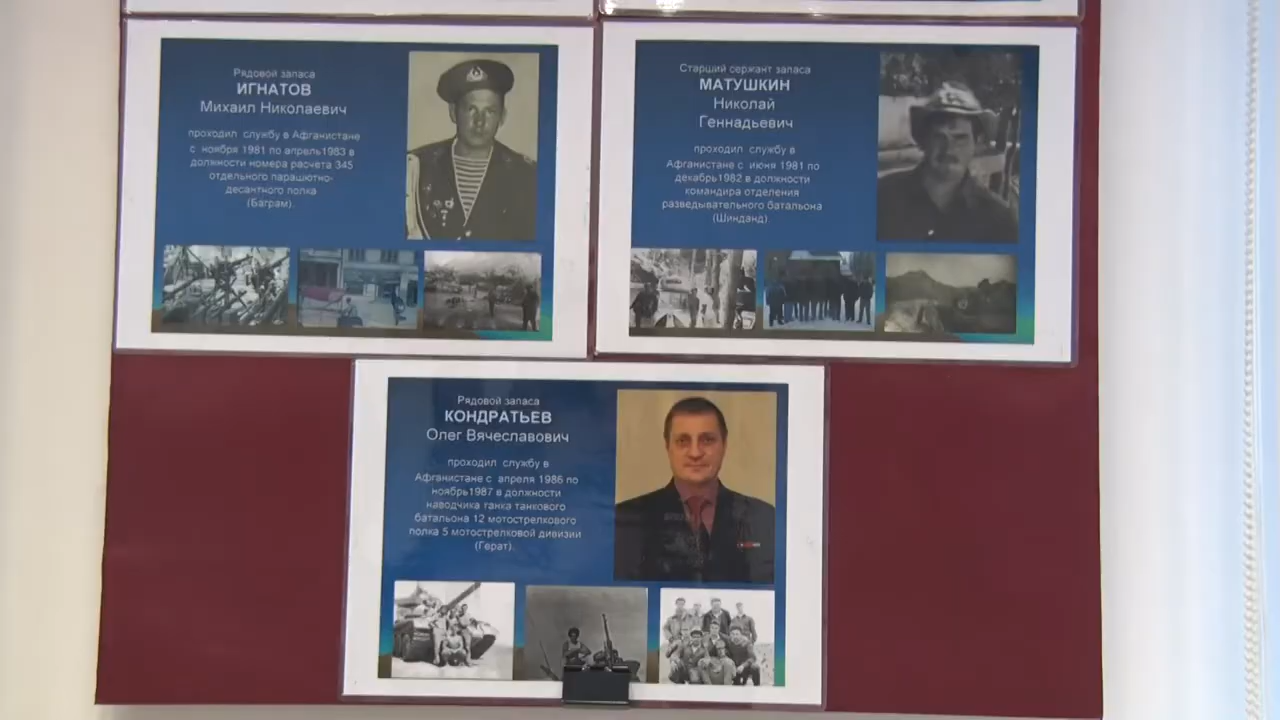 Рядовой запаса
ИГНАТОВ
Михаил Николаевич
проходил службу в Афганистане
с ноября 1981 по апрель1983 в
должности номера расчета 345
отдельного парашютно-
десантного полка
(Баграм).
Старший сержант запаса
МАТУШКИН
Николай
Геннадьевич
проходил службу в
Афганистане с июня 1981 по
декабрь1982 в должности
командира отделения
разведывательного батальона
(Шинданд).
Рядовой запаса
КОНДРАТЬЕВ
Олег Вячеславович
проходил службу в
Афганистане с апреля 1986 по
ноябрь1987 в должности
наводчика танка танкового
батальона 12 мотострелкового
полка 5 мотострелковой дивизии
(Герат).